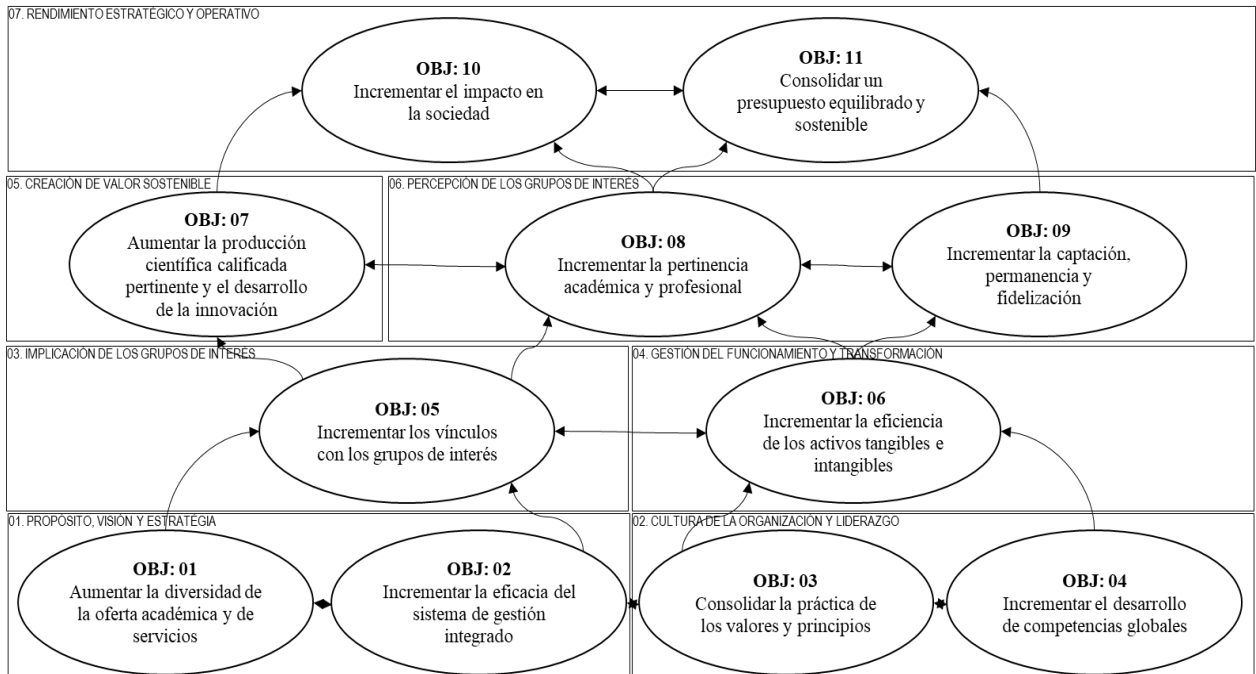 07. RENDIMIENTO ESTRATÉGICO Y OPERATIVO
OBJ: 10
Incrementar el impacto en
la sociedad
OBJ: 11
Consolidar un
presupuesto equilibrado y
sostenible
05. CREACIÓN DE VALOR SOSTENIBLE
OBJ: 07
Aumentar la producción
científica calificada
pertinente y el desarrollo
de la innovación
06. PERCEPCIÓN DE LOS GRUPOS DE INTERÉS
OBJ: 08
Incrementar la pertinencia
académica y profesional
OBJ: 09
Incrementar la captación,
permanencia y
fidelización
03. IMPLICACIÓN DE LOS GRUPOS DE INTERÉS
OBJ: 05
Incrementar los vínculos
con los grupos de interés
04. GESTIÓN DEL FUNCIONAMIENTO Y TRANSFORMACIÓN
OBJ: 06
Incrementar la eficiencia
de los activos tangibles e
intangibles
01. PROPÓSITO, VISIÓN Y ESTRATÉGIA
OBJ: 01
Aumentar la diversidad de
la oferta académica y de
servicios
OBJ: 02
Incrementar la eficacia del
sistema de gestión
integrado
02. CULTURA DE LA ORGANIZACIÓN Y LIDERAZGO
OBJ: 03
Consolidar la práctica de
los valores y principios
OBJ: 04
Incrementar el desarrollo
de competencias globales